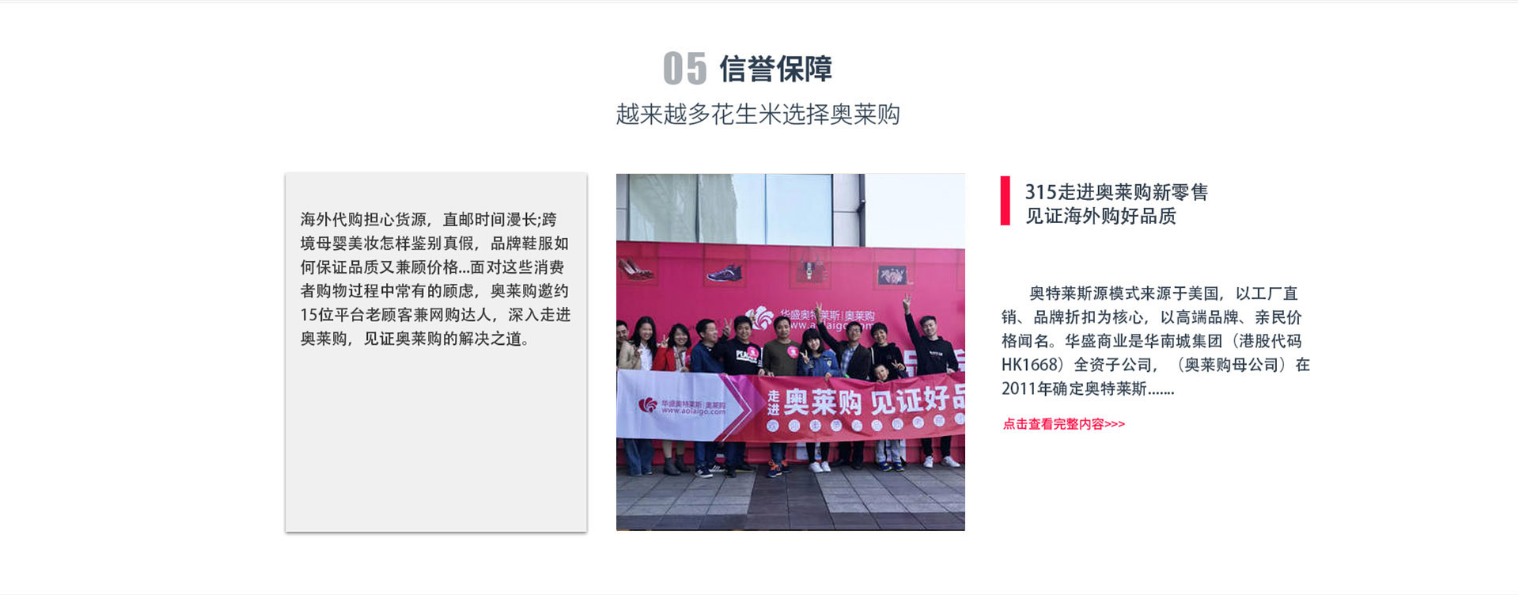 05 信誉保障
越来越多花生米选择奥莱购
海外代购担心货源，直邮时间漫长;跨
境母婴美妆怎样鉴别真假，品牌鞋服如
何保证品质又兼顾价格...面对这些消费
者购物过程中常有的顾虑，奥莱购邀约
15位平台老顾客兼网购达人，深入走进
奥莱购，见证奥莱购的解决之道。
华盛奥特莱斯|奥莱购
www.aolaigo.com
华盛奥特莱斯|奥莱购
www.aolaigo.com
走进
奥莱购 见证好品
315走进奥莱购新零售
见证海外购好品质
奥特莱斯源模式来源于美国，以工厂直
销、品牌折扣为核心，以高端品牌、亲民价
格闻名。华盛商业是华南城集团（港股代码
HK1668）全资子公司，（奥莱购母公司）在
2011年确定奥特莱斯.......
点击查看完整内容>>>